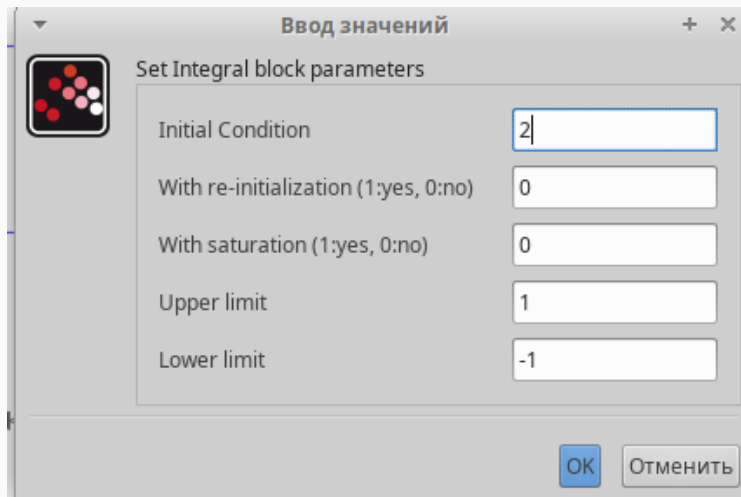 Ввод значений
Set Integral block parameters
Initial Condition 2
With re-initialization (1:yes, 0:no) 0
With saturation (1:yes, 0:no) 0
Upper limit 1
Lower limit -1
OK Отменить